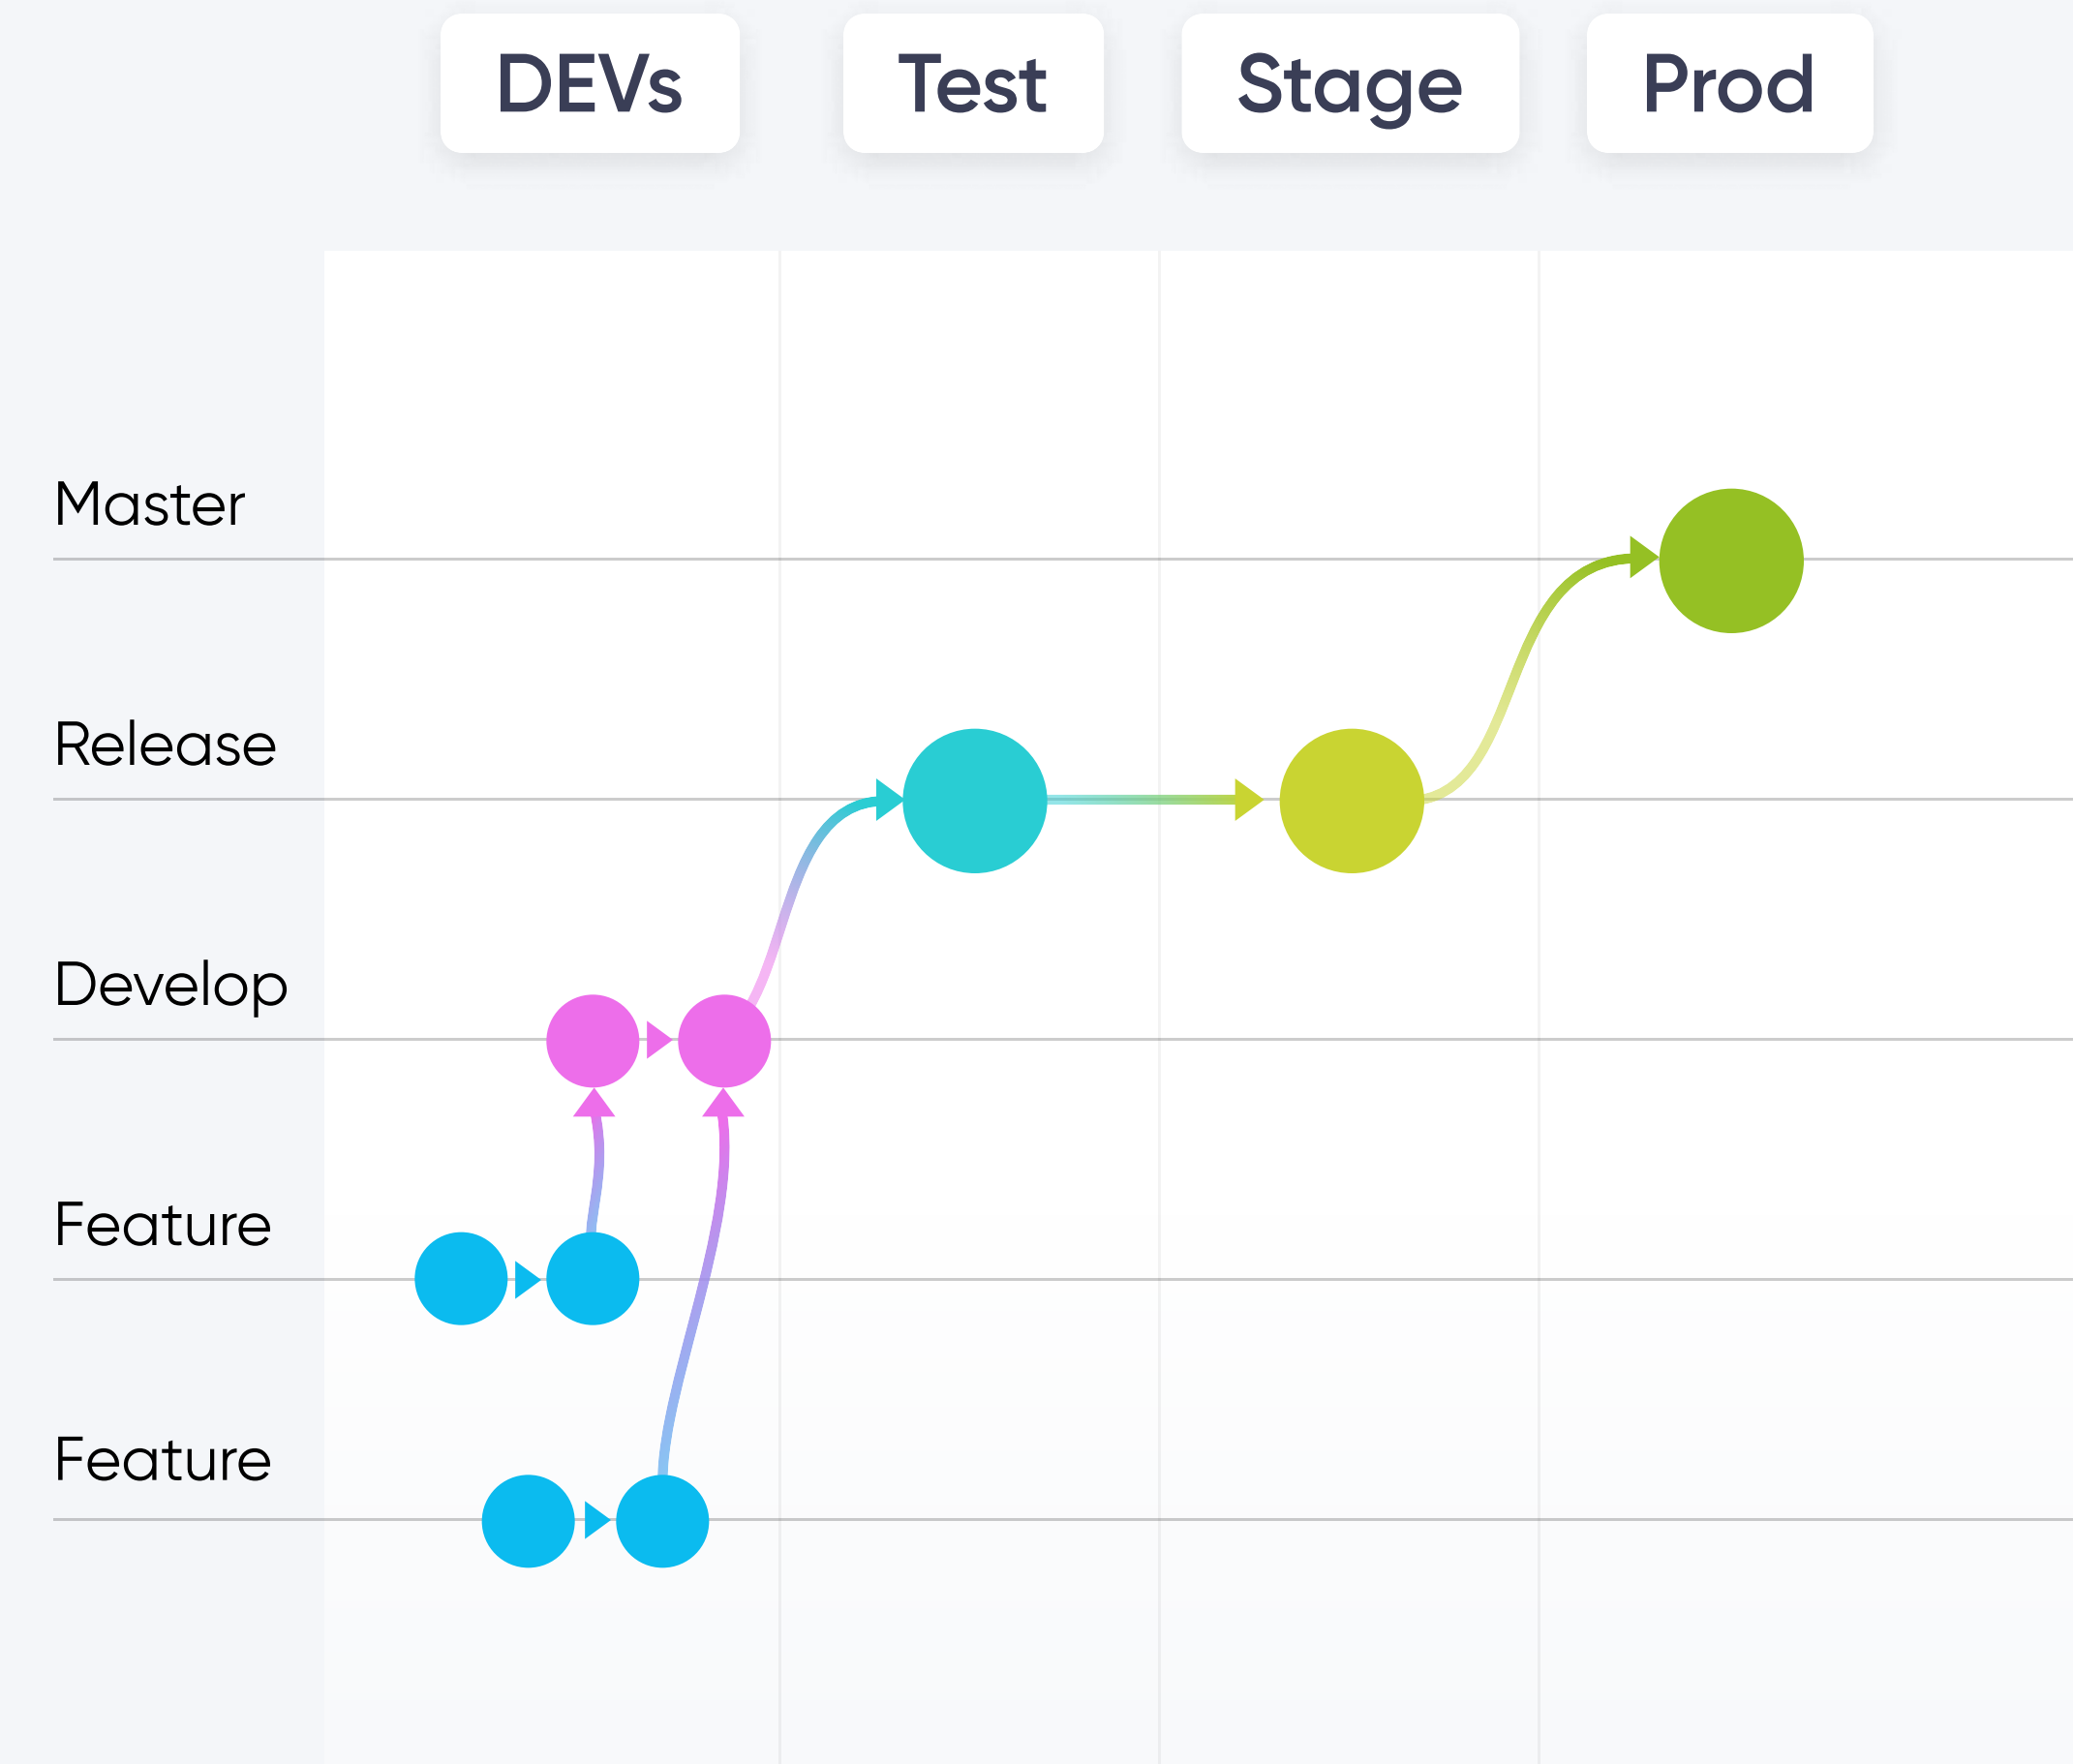 DEVs
Test
Stage
Prod
Master
Release
Develop
Feature
Feature